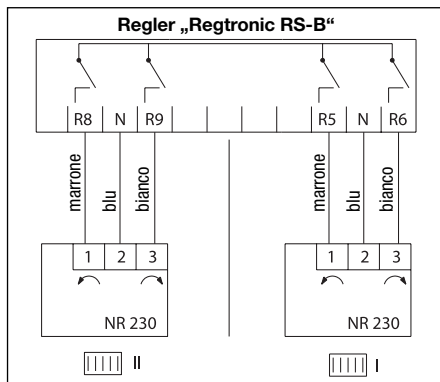 Regler „Regtronic RS-B“
R8 N R9 R5 N R6
marrone blu bianco marrone blu bianco
1 2 3 1 2 3
NR 230 NR 230
II I